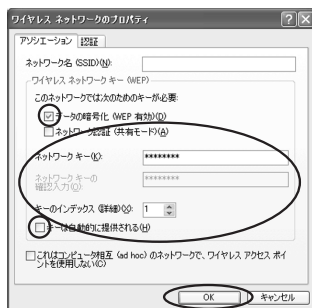 ワイヤレス ネットワークのプロパティ
アソシエーション 認証
ネットワーク名 (SSID)(N):
ワイヤレス ネットワーク キー (WEP)
このネットワークでは次のためのキーが必要:
データの暗号化 (WEP 有効)(D)
ネットワーク認証 (共有モード)(A)
ネットワーク キー(K): ********
ネットワーク キーの
確認入力(O): ********
キーのインデックス (詳細)(X): 1
キーは自動的に提供される(H)
これはコンピュータ相互 (ad hoc) のネットワークで、ワイヤレス アクセス ポイ
ントを使用しない(C)
OK キャンセル